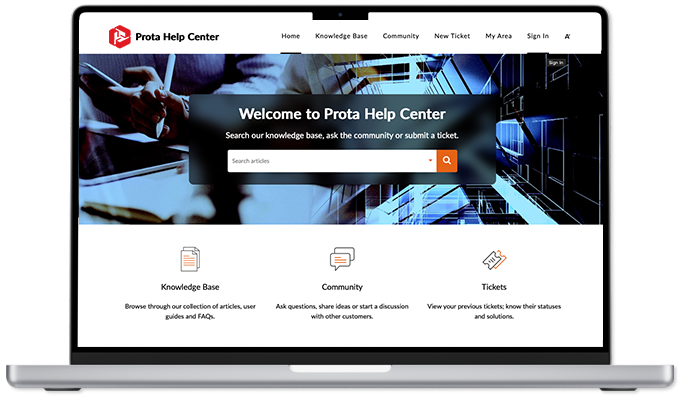 Prota Help Center
Home Knowledge Base Community New Ticket My Area Sign In
Sign In
Welcome to Prota Help Center
Search our knowledge base, ask the community or submit a ticket.
Search articles
Knowledge Base Community Tickets
Browse through our collection of articles, user
guides and FAQs.
Ask questions, share ideas or start a discussion
with other customers.
View your previous tickets; know their statuses
and solutions.